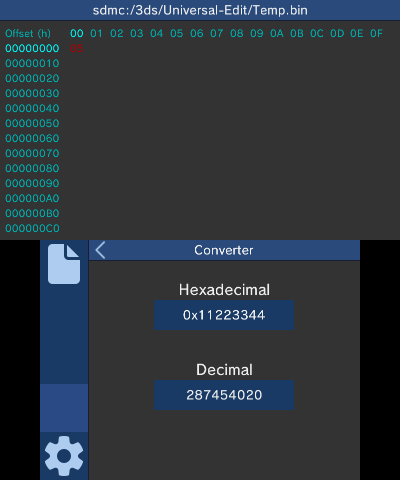 sdmc:/3ds/Universal-Edit/Temp.bin
Offset (h) 00 01 02 03 04 05 06 07 08 09 0A 0B 0C 0D 0E 0F
00000000
00000010
00000020
00000030
00000040
00000050
00000060
00000070
00000080
00000090
000000A0
000000B0
000000C0
Converter
Hexadecimal
0x11223344
Decimal
287454020